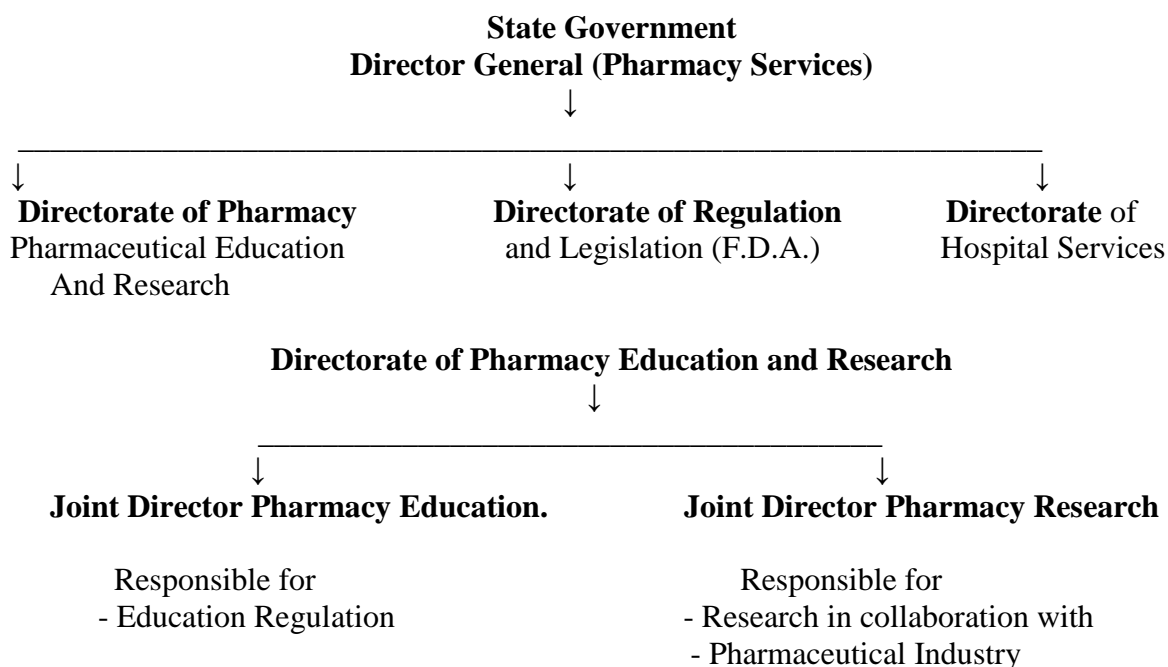 State Government
Director General (Pharmacy Services)
↓
________________________________________________________________
↓ ↓ ↓
Directorate of Pharmacy Directorate of Regulation Directorate of
Pharmaceutical Education and Legislation (F.D.A.) Hospital Services
And Research
Directorate of Pharmacy Education and Research
↓
_______________________________________
↓ ↓
Joint Director Pharmacy Education. Joint Director Pharmacy Research
Responsible for Responsible for
- Education Regulation - Research in collaboration with
- Pharmaceutical Industry